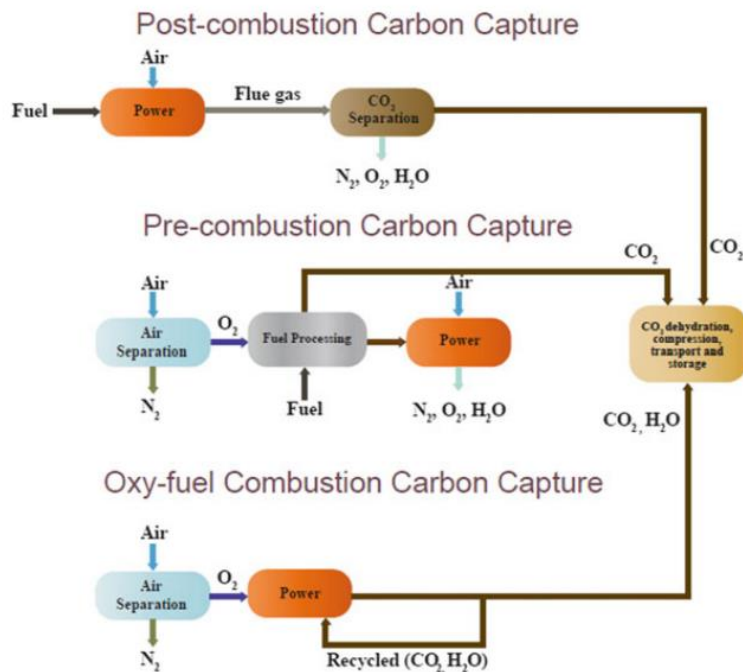 Post-combustion Carbon Capture
Air
Fuel
Power
Flue gas
CO₂
Separation
N₂, O₂, H₂O
CO₂
Pre-combustion Carbon Capture
CO₂
Air
Air
Air
Separation
O₂
Fuel Processing
Power
CO₂ dehydration,
compression,
transport and
storage
N₂
Fuel
N₂, O₂, H₂O
CO₂, H₂O
Oxy-fuel Combustion Carbon Capture
Air
Air
Separation
O₂
Power
N₂
Recycled (CO₂, H₂O)